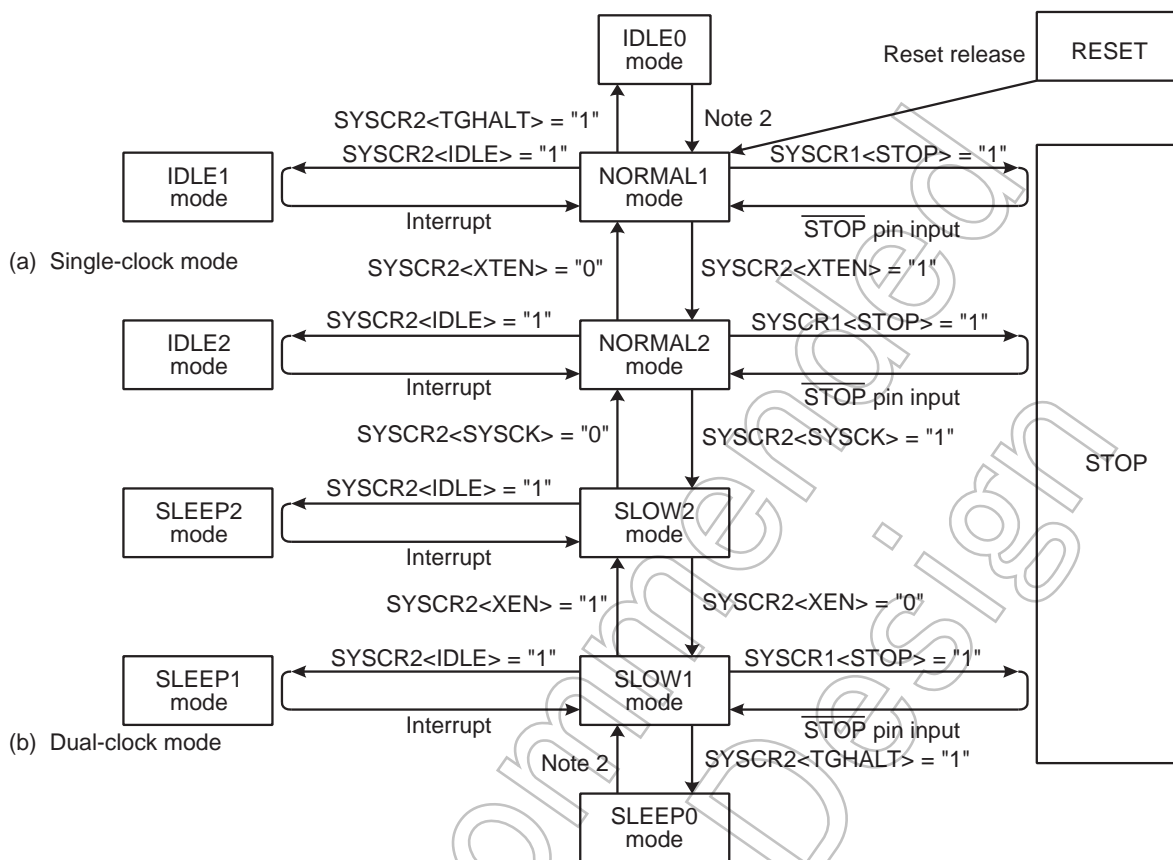 IDLE0
mode
Reset release
RESET
SYSCR2<TGHALT> = "1"
Note 2
IDLE1
mode
SYSCR2<IDLE> = "1"
Interrupt
NORMAL1
mode
SYSCR1<STOP> = "1"
STOP pin input
(a) Single-clock mode
SYSCR2<XTEN> = "0"
SYSCR2<XTEN> = "1"
IDLE2
mode
SYSCR2<IDLE> = "1"
Interrupt
NORMAL2
mode
SYSCR1<STOP> = "1"
STOP pin input
SYSCR2<SYSCK> = "0"
SYSCR2<SYSCK> = "1"
STOP
SLEEP2
mode
SYSCR2<IDLE> = "1"
Interrupt
SLOW2
mode
SYSCR2<XEN> = "1"
SYSCR2<XEN> = "0"
SLEEP1
mode
SYSCR2<IDLE> = "1"
Interrupt
SLOW1
mode
SYSCR1<STOP> = "1"
STOP pin input
(b) Dual-clock mode
Note 2
SYSCR2<TGHALT> = "1"
SLEEP0
mode
ommended
Design